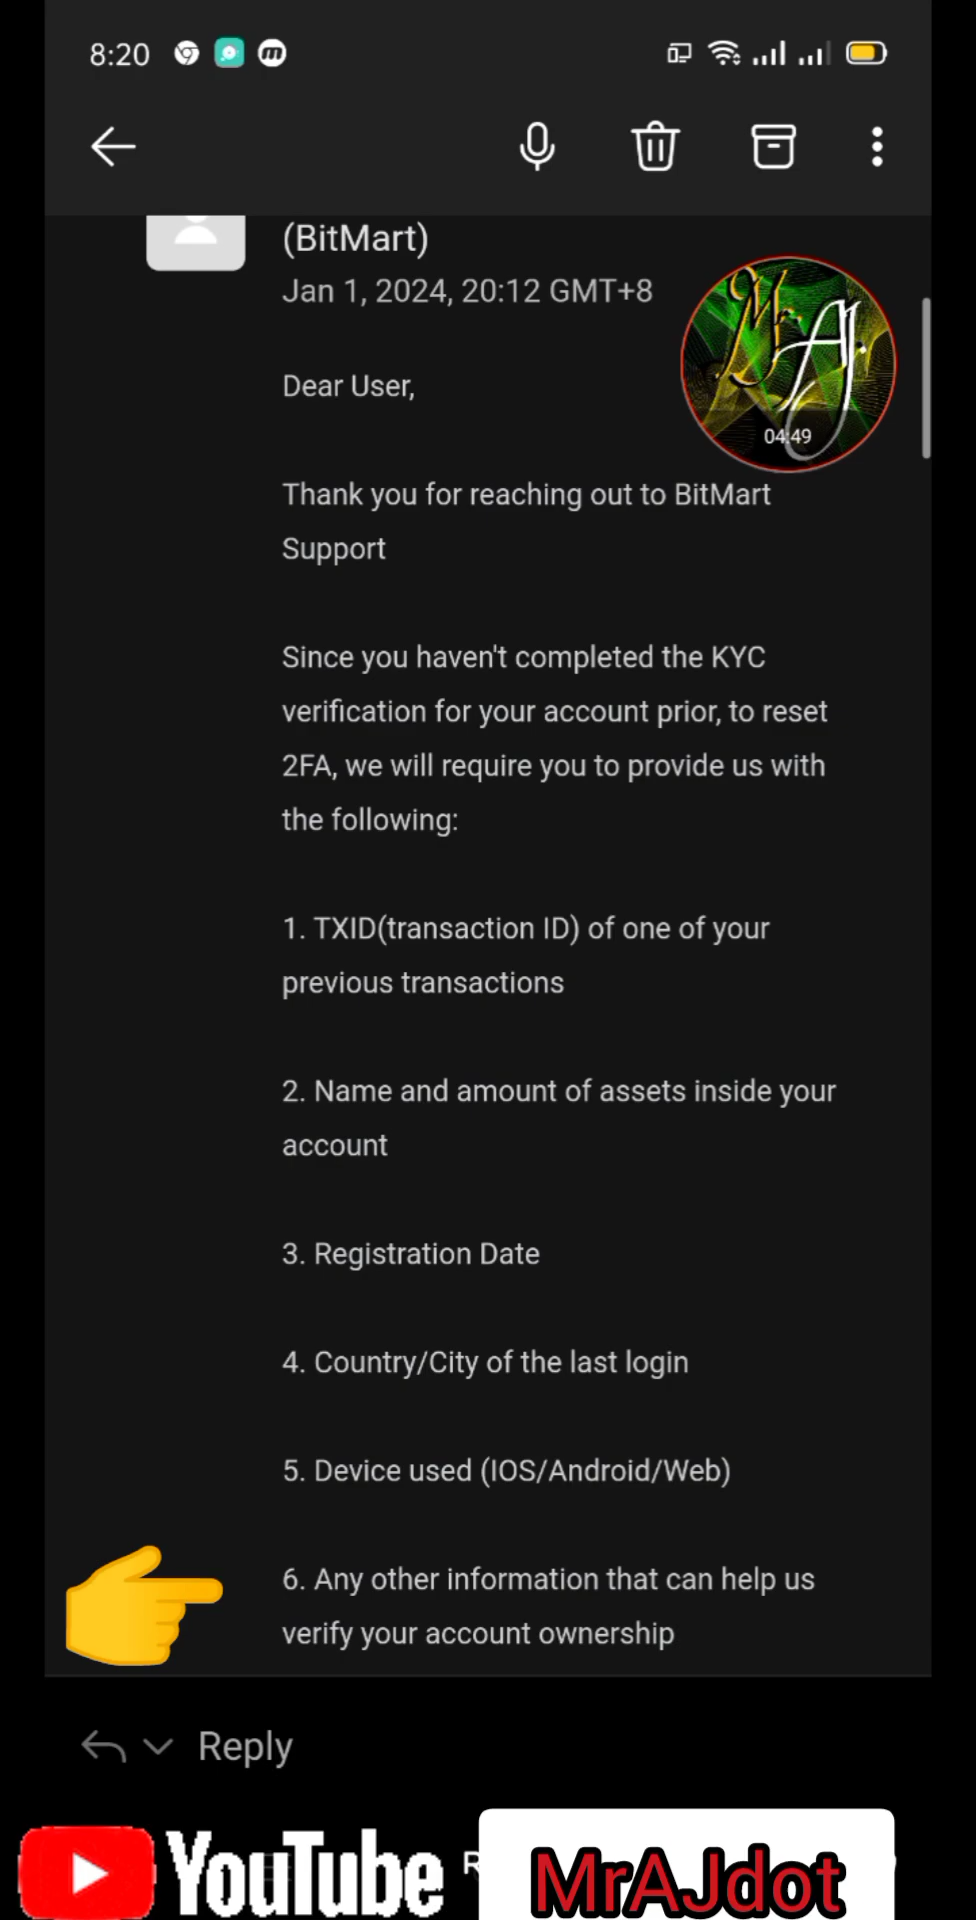 8:20
(BitMart)
Jan 1, 2024, 20:12 GMT+8
Mr. AJ.
04:49
Dear User,
Thank you for reaching out to BitMart
Support
Since you haven't completed the KYC
verification for your account prior, to reset
2FA, we will require you to provide us with
the following:
1. TXID(transaction ID) of one of your
previous transactions
2. Name and amount of assets inside your
account
3. Registration Date
4. Country/City of the last login
5. Device used (IOS/Android/Web)
6. Any other information that can help us
verify your account ownership
Reply
YouTube
MrAJdot